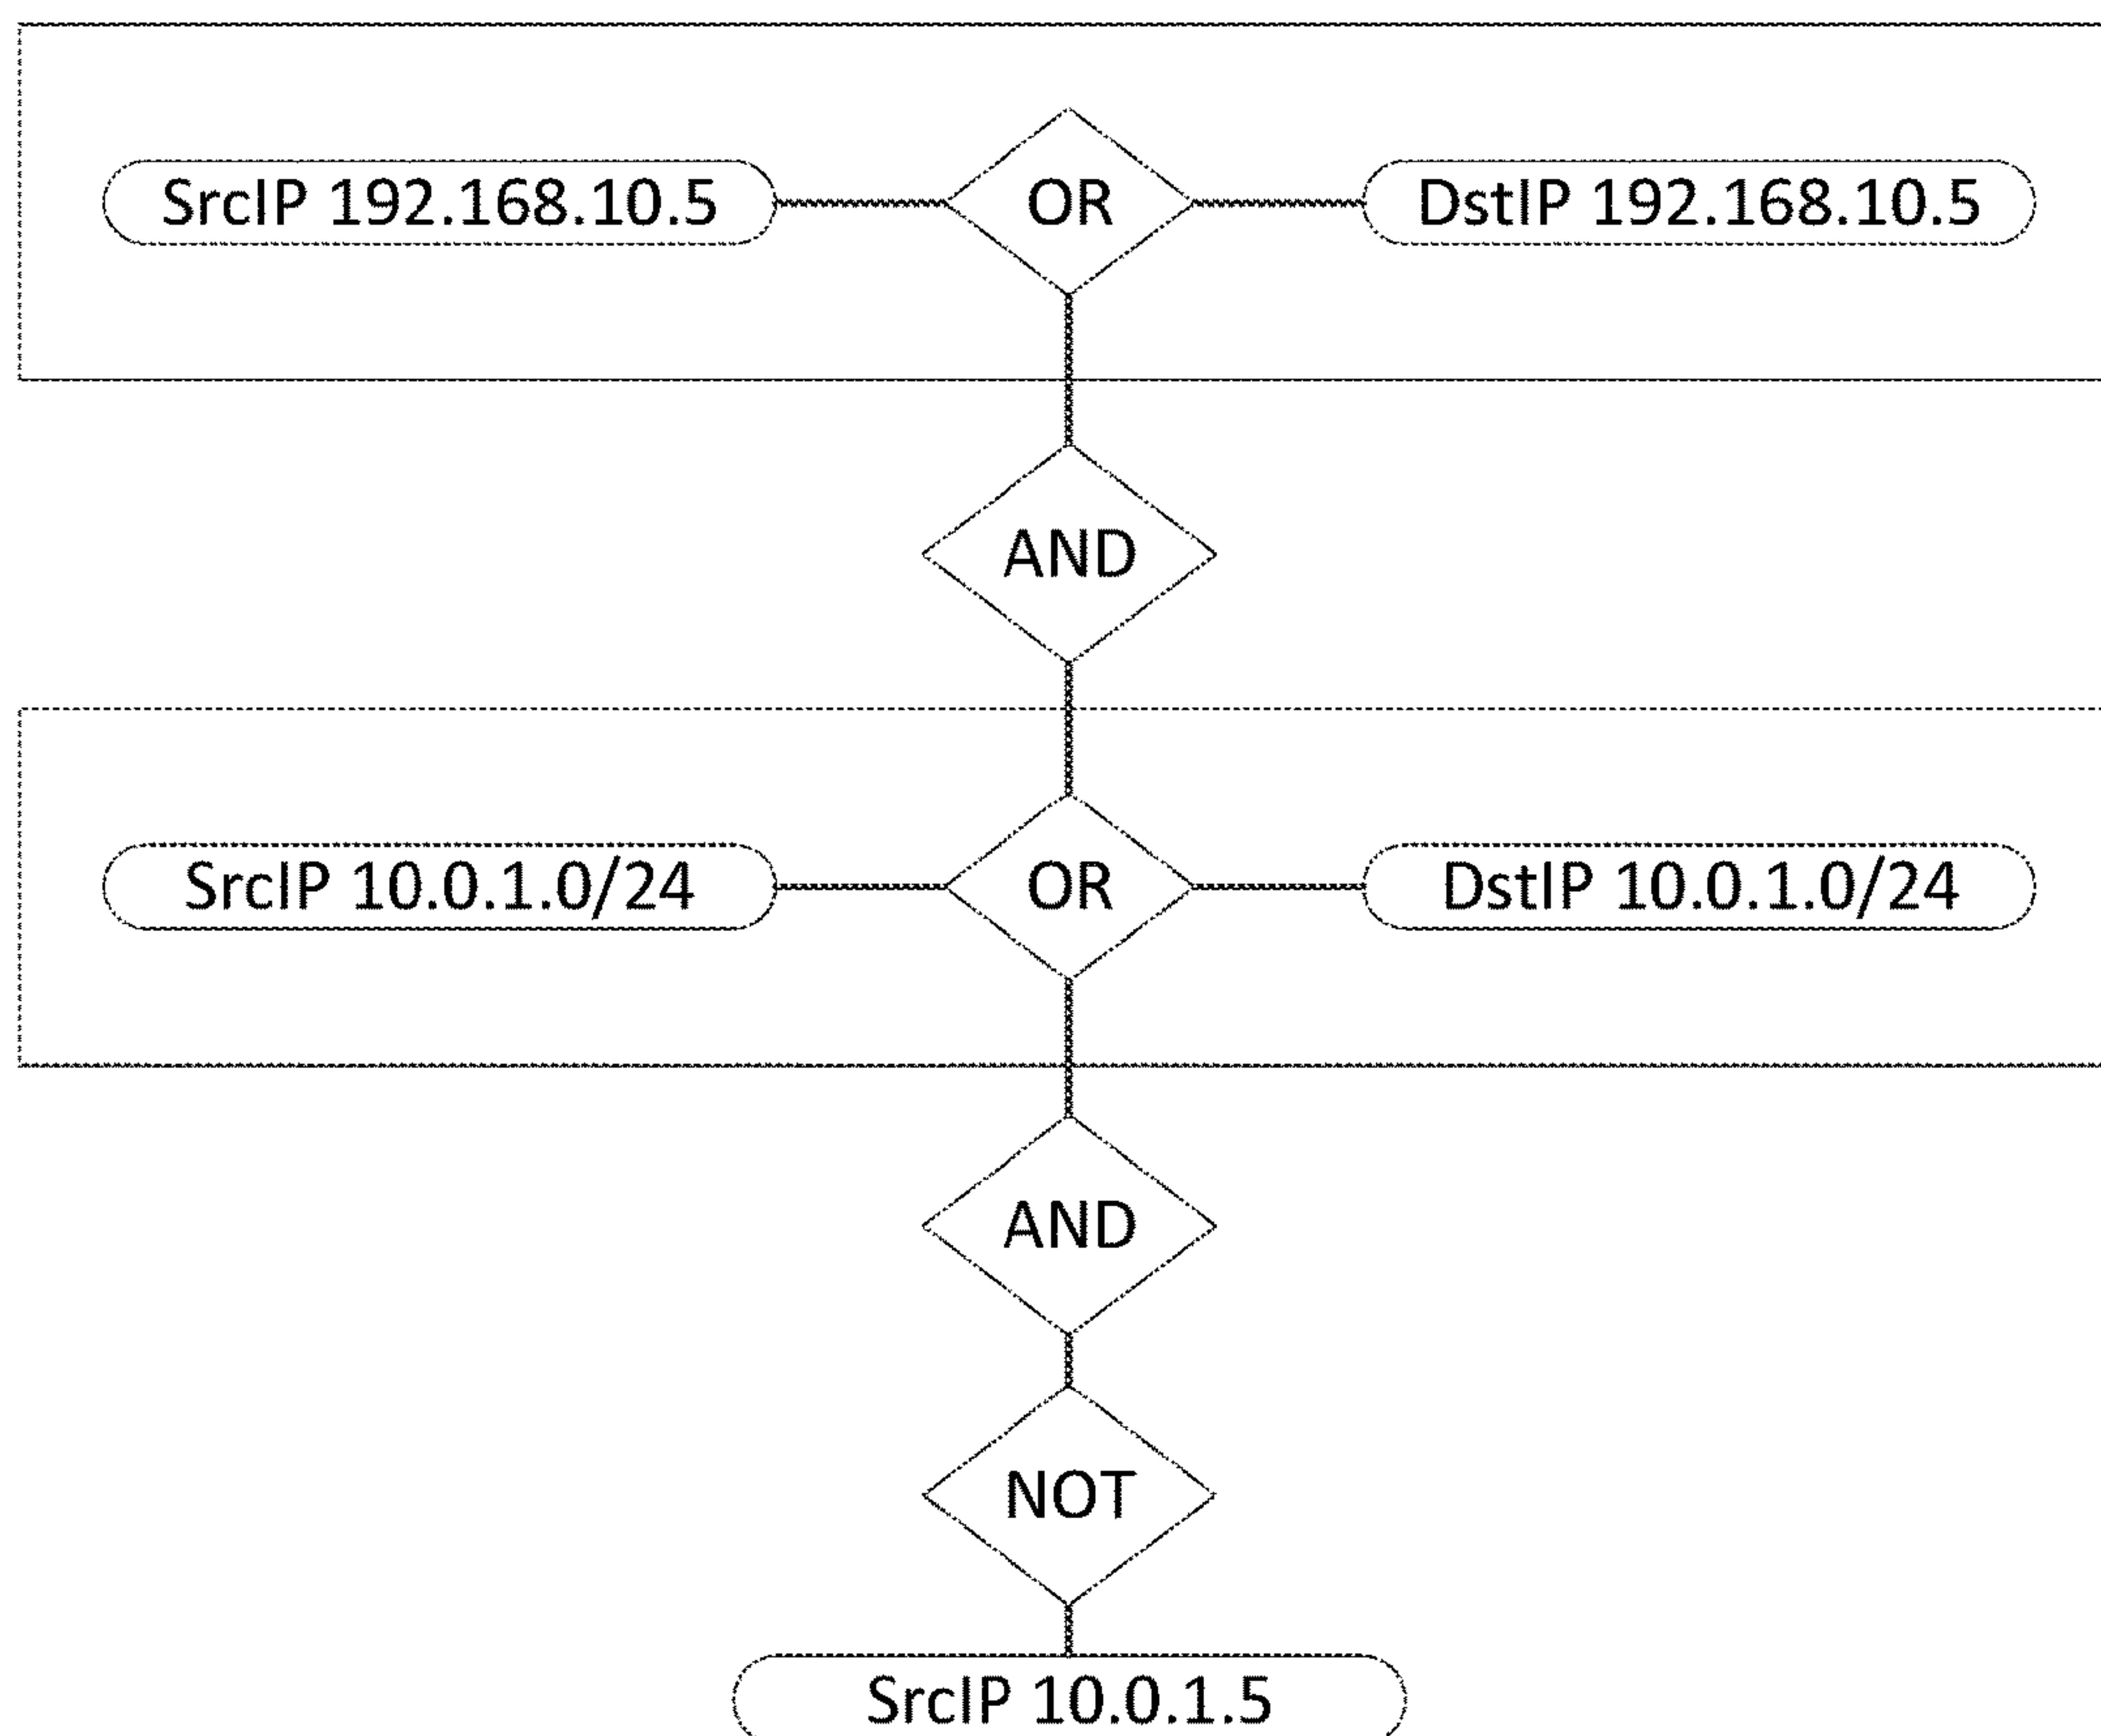 SrcIP 192.168.10.5 OR DstIP 192.168.10.5
AND
SrcIP 10.0.1.0/24 OR DstIP 10.0.1.0/24
AND
NOT
SrcIP 10.0.1.5